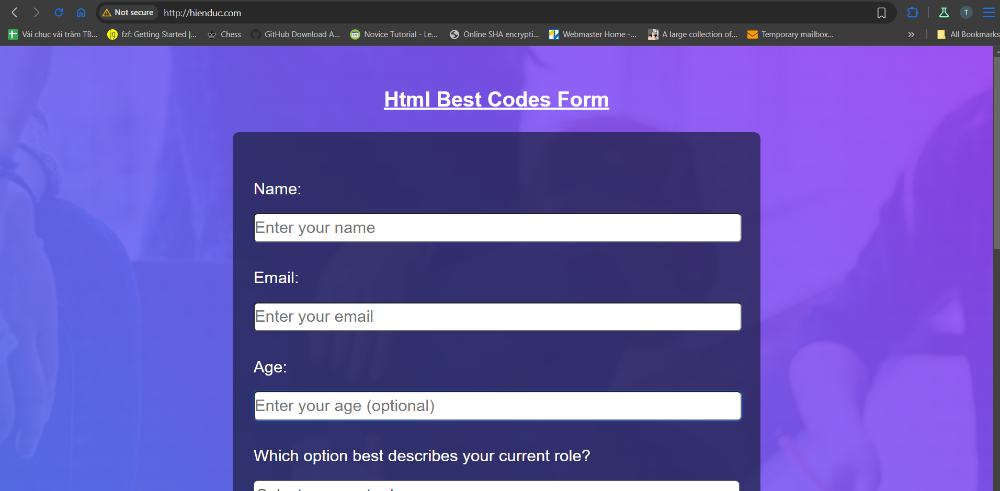 Not secure http://hienduc.com T
Vài chục vài trăm TB... fzf: Getting Started |... Chess GitHub Download A... Novice Tutorial - Le... Online SHA encrypti... Webmaster Home -... A large collection of... Temporary mailbox... » All Bookmarks
Html Best Codes Form
Name:
Enter your name
Email:
Enter your email
Age:
Enter your age (optional)
Which option best describes your current role?